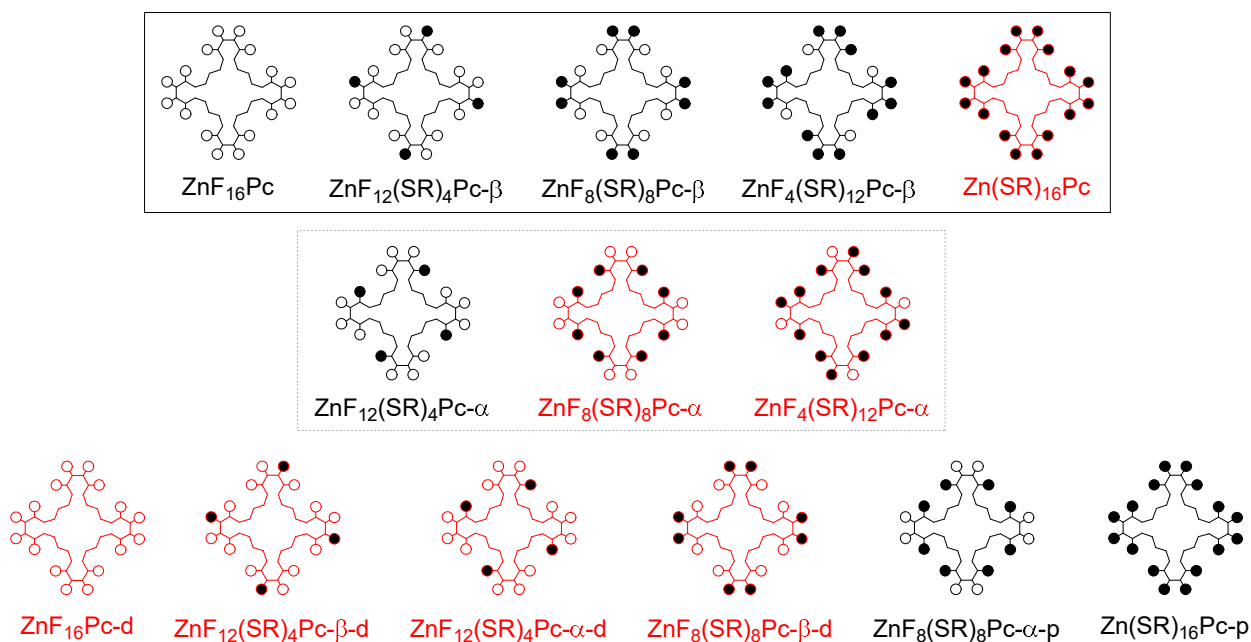 ZnF₁₆Pc ZnF₁₂(SR)₄Pc-β ZnF₈(SR)₈Pc-β ZnF₄(SR)₁₂Pc-β Zn(SR)₁₆Pc
ZnF₁₂(SR)₄Pc-α ZnF₈(SR)₈Pc-α ZnF₄(SR)₁₂Pc-α
ZnF₁₆Pc-d ZnF₁₂(SR)₄Pc-β-d ZnF₁₂(SR)₄Pc-α-d ZnF₈(SR)₈Pc-β-d ZnF₈(SR)₈Pc-α-p Zn(SR)₁₆Pc-p